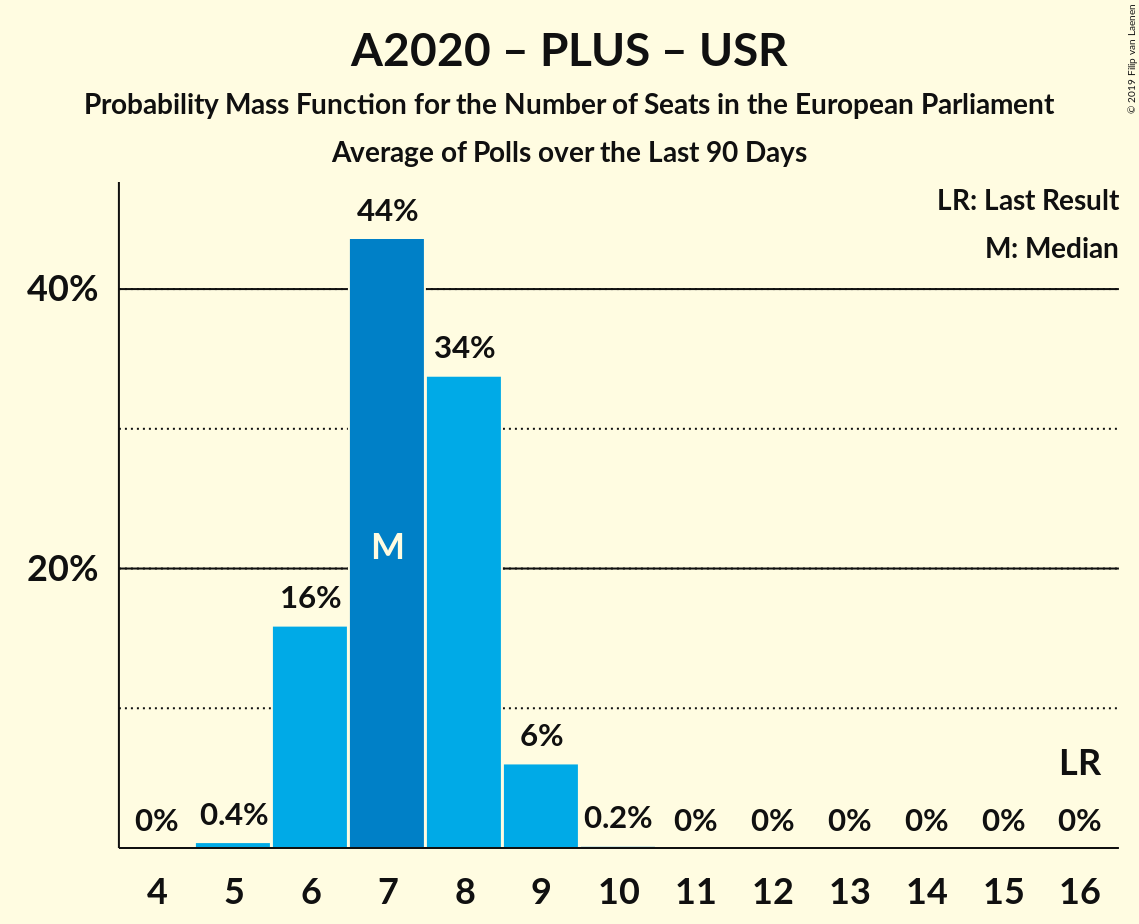 A2020 – PLUS – USR
Probability Mass Function for the Number of Seats in the European Parliament
Average of Polls over the Last 90 Days
© 2019 Filip van Laenen
LR: Last Result
M: Median
44%
40%
34%
M
20%
16%
6%
LR
0% 0.4% 0.2% 0% 0% 0% 0% 0% 0%
4 5 6 7 8 9 10 11 12 13 14 15 16